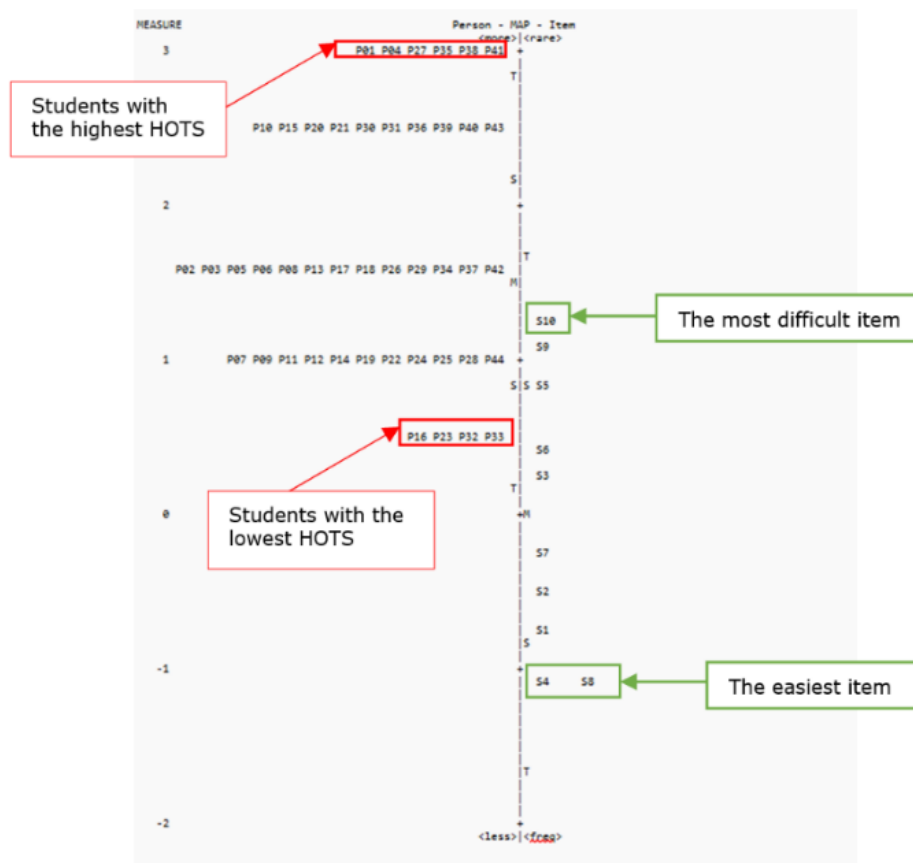 MEASURE Person - MAP - Item
<more>|<rare>
3 P01 P04 P27 P35 P38 P41 +
T|
Students with
the highest HOTS
P10 P15 P20 P21 P30 P31 P36 P39 P40 P43
S|
2 +
|T
P02 P03 P05 P06 P08 P13 P17 P18 P26 P29 P34 P37 P42
M|
S10
The most difficult item
S9
1 P07 P09 P11 P12 P14 P19 P22 P24 P25 P28 P44 +
S|S S5
P16 P23 P32 P33
S6
S3
T|
Students with the
lowest HOTS
0 +M
S7
S2
S1
|S
-1 +
S4 S8
The easiest item
|T
-2 +
<less>|<freq>